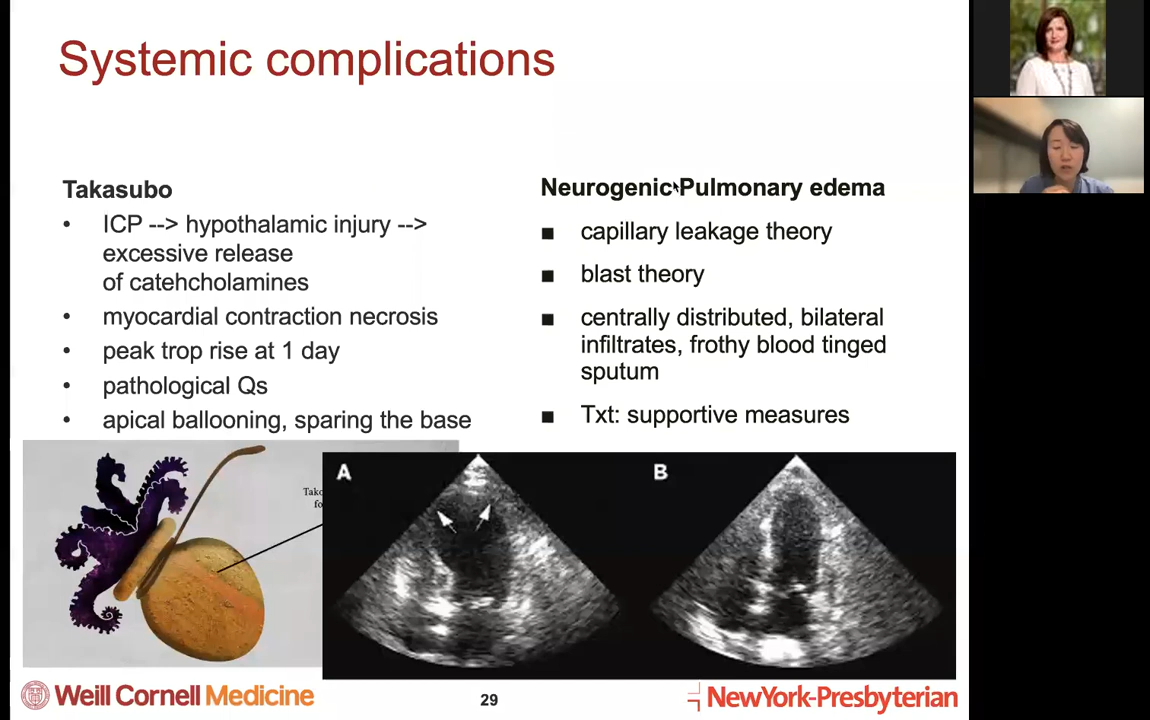 Systemic complications
Takasubo
• ICP --> hypothalamic injury -->
excessive release
of catehcholamines
• myocardial contraction necrosis
• peak trop rise at 1 day
• pathological Qs
• apical ballooning, sparing the base
Neurogenic Pulmonary edema
■ capillary leakage theory
■ blast theory
■ centrally distributed, bilateral
infiltrates, frothy blood tinged
sputum
■ Txt: supportive measures
A
B
Weill Cornell Medicine
29
NewYork-Presbyterian